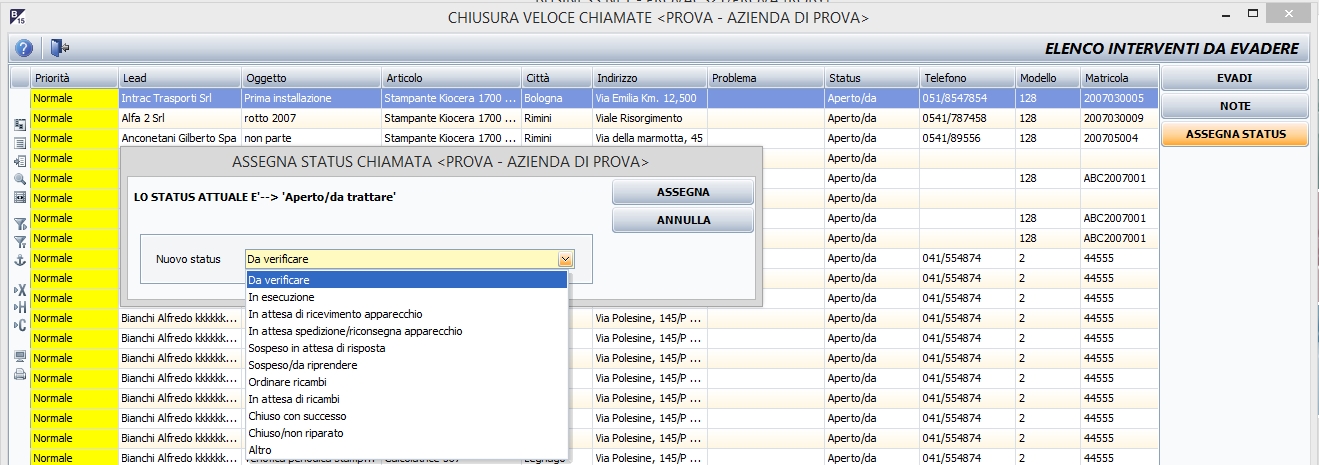 B 15
CHIUSURA VELOCE CHIAMATE <PROVA - AZIENDA DI PROVA>
ELENCO INTERVENTI DA EVADERE
Priorità Lead Oggetto Articolo Città Indirizzo Problema Status Telefono Modello Matricola
EVADI
Normale Intrac Trasporti Srl Prima installazione Stampante Kiocera 1700 ... Bologna Via Emilia Km. 12,500 Aperto/da 051/8547854 128 2007030005
NOTE
Normale Alfa 2 Srl rotto 2007 Stampante Kiocera 1700 ... Rimini Viale Risorgimento Aperto/da 0541/787458 128 2007030009
ASSEGNA STATUS
Normale Anconetani Gilberto Spa non parte Stampante Kiocera 1700 ... Rimini Via della marmotta, 45 Aperto/da 0541/89556 128 200705004
Normale Aperto/da
Normale Aperto/da 128 ABC2007001
Normale Aperto/da
Normale Aperto/da 128 ABC2007001
Normale Aperto/da 128 ABC2007001
Normale Aperto/da 041/554874 2 44555
Normale Aperto/da 041/554874 2 44555
Normale Aperto/da 041/554874 2 44555
Normale Bianchi Alfredo kkkkkk... Via Polesine, 145/P ... Aperto/da 041/554874 2 44555
Normale Bianchi Alfredo kkkkkk... Via Polesine, 145/P ... Aperto/da 041/554874 2 44555
Normale Bianchi Alfredo kkkkkk... Via Polesine, 145/P ... Aperto/da 041/554874 2 44555
Normale Bianchi Alfredo kkkkkk... Via Polesine, 145/P ... Aperto/da 041/554874 2 44555
Normale Bianchi Alfredo kkkkkk... Via Polesine, 145/P ... Aperto/da 041/554874 2 44555
Normale Bianchi Alfredo kkkkkk... Via Polesine, 145/P ... Aperto/da 041/554874 2 44555
Normale Bianchi Alfredo kkkkkk... Via Polesine, 145/P ... Aperto/da 041/554874 2 44555
Normale Bianchi Alfredo kkkkkk... Via Polesine, 145/P ... Aperto/da 041/554874 2 44555
ASSEGNA STATUS CHIAMATA <PROVA - AZIENDA DI PROVA>
LO STATUS ATTUALE E'--> 'Aperto/da trattare'
ASSEGNA
ANNULLA
Nuovo status Da verificare
Da verificare
In esecuzione
In attesa di ricevimento apparecchio
In attesa spedizione/riconsegna apparecchio
Sospeso in attesa di risposta
Sospeso/da riprendere
Ordinare ricambi
In attesa di ricambi
Chiuso con successo
Chiuso/non riparato
Altro